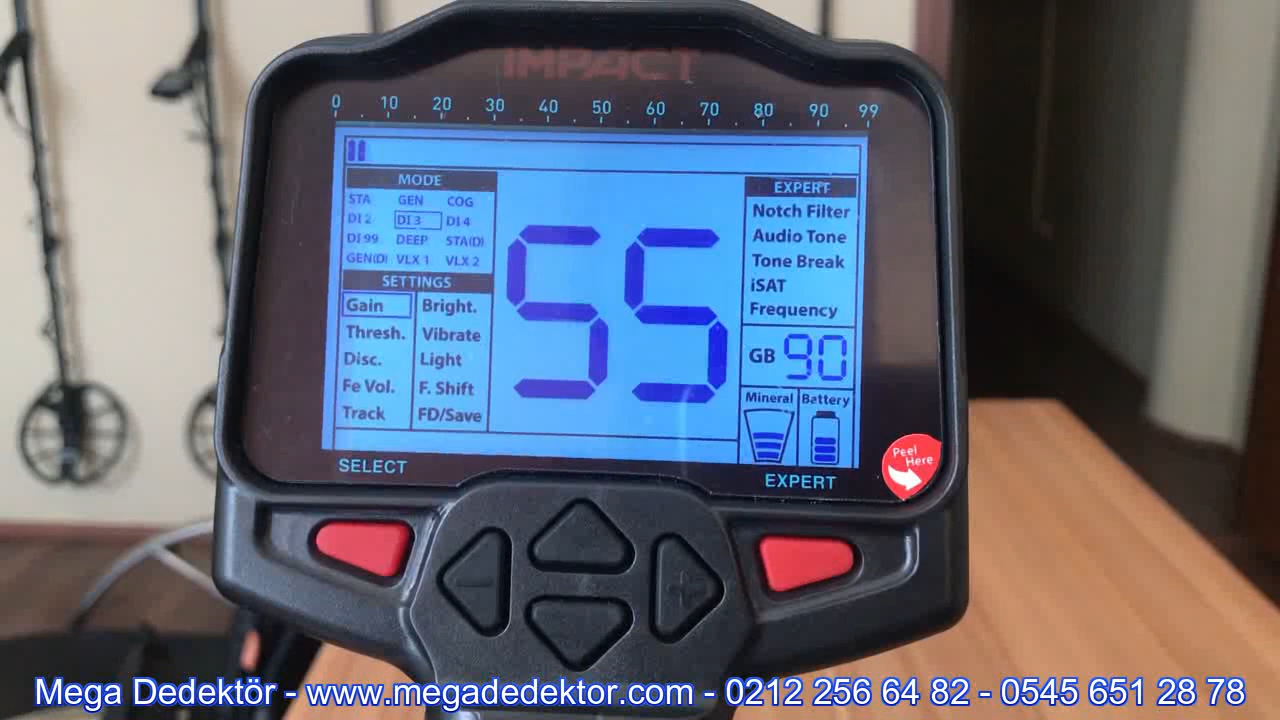 IMPACT
0 10 20 30 40 50 60 70 80 90 99
MODE
STA GEN COG
DI 2 DI 3 DI 4
DI 99 DEEP STA(D)
GEN(D) VLX 1 VLX 2
SETTINGS
Gain Bright.
Thresh. Vibrate
Disc. Light
Fe Vol. F. Shift
Track FD/Save
55
EXPERT
Notch Filter
Audio Tone
Tone Break
iSAT
Frequency
GB 90
Mineral Battery
Peel
Here
SELECT
EXPERT
- +
Mega Dedektör - www.megadedektor.com - 0212 256 64 82 - 0545 651 28 78